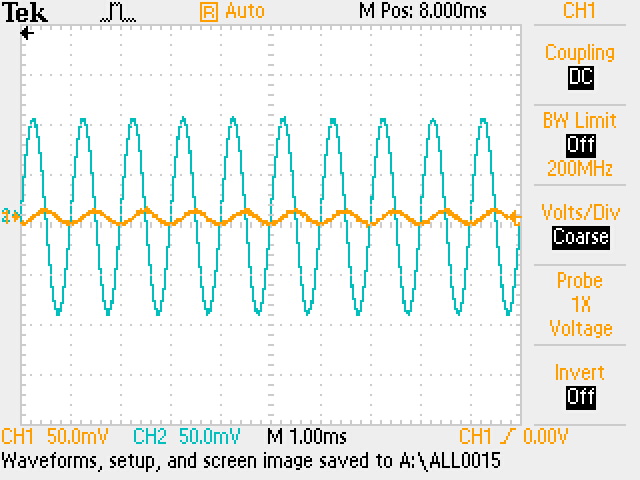 Tek R Auto M Pos: 8.000ms CH1
Coupling
DC
BW Limit
Off
200MHz
Volts/Div
Coarse
Probe
1X
Voltage
Invert
Off
CH1 50.0mV CH2 50.0mV M 1.00ms CH1 0.00V
Waveforms, setup, and screen image saved to A:\ALL0015